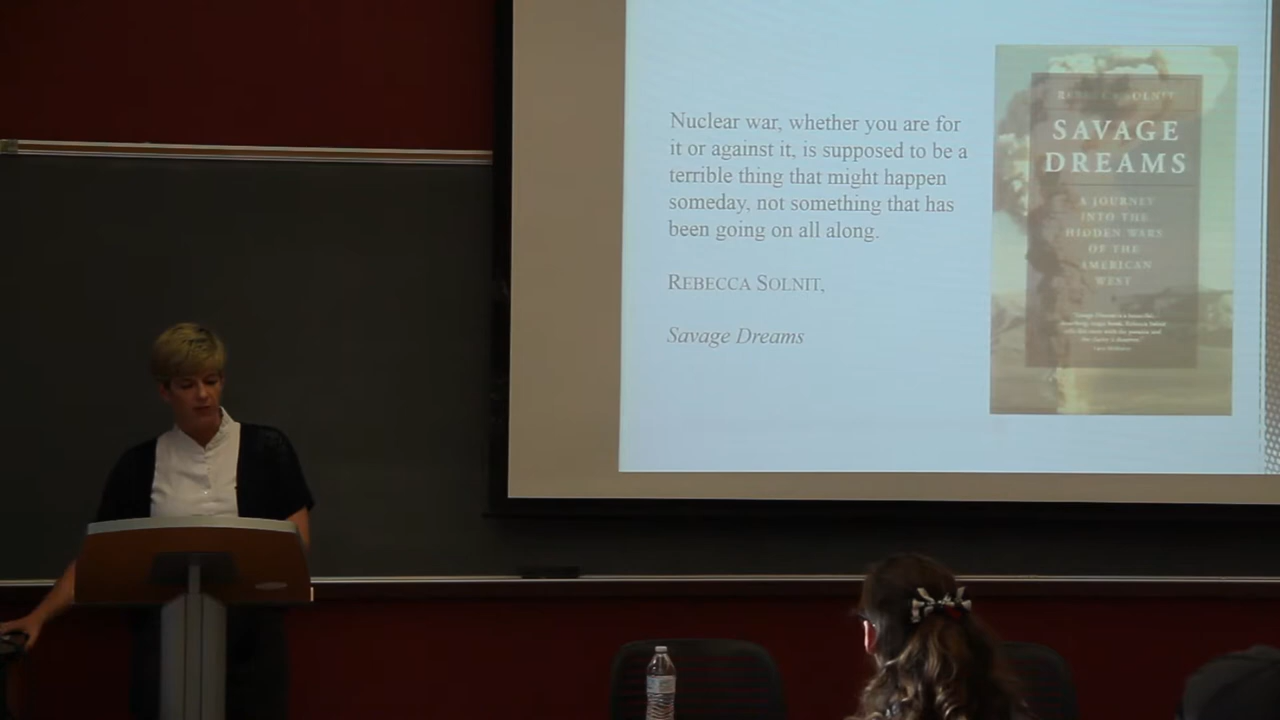 Nuclear war, whether you are for
it or against it, is supposed to be a
terrible thing that might happen
someday, not something that has
been going on all along.
REBECCA SOLNIT,
Savage Dreams
REBECCA SOLNIT
SAVAGE
DREAMS
A JOURNEY
INTO THE
HIDDEN WARS
OF THE
AMERICAN
WEST